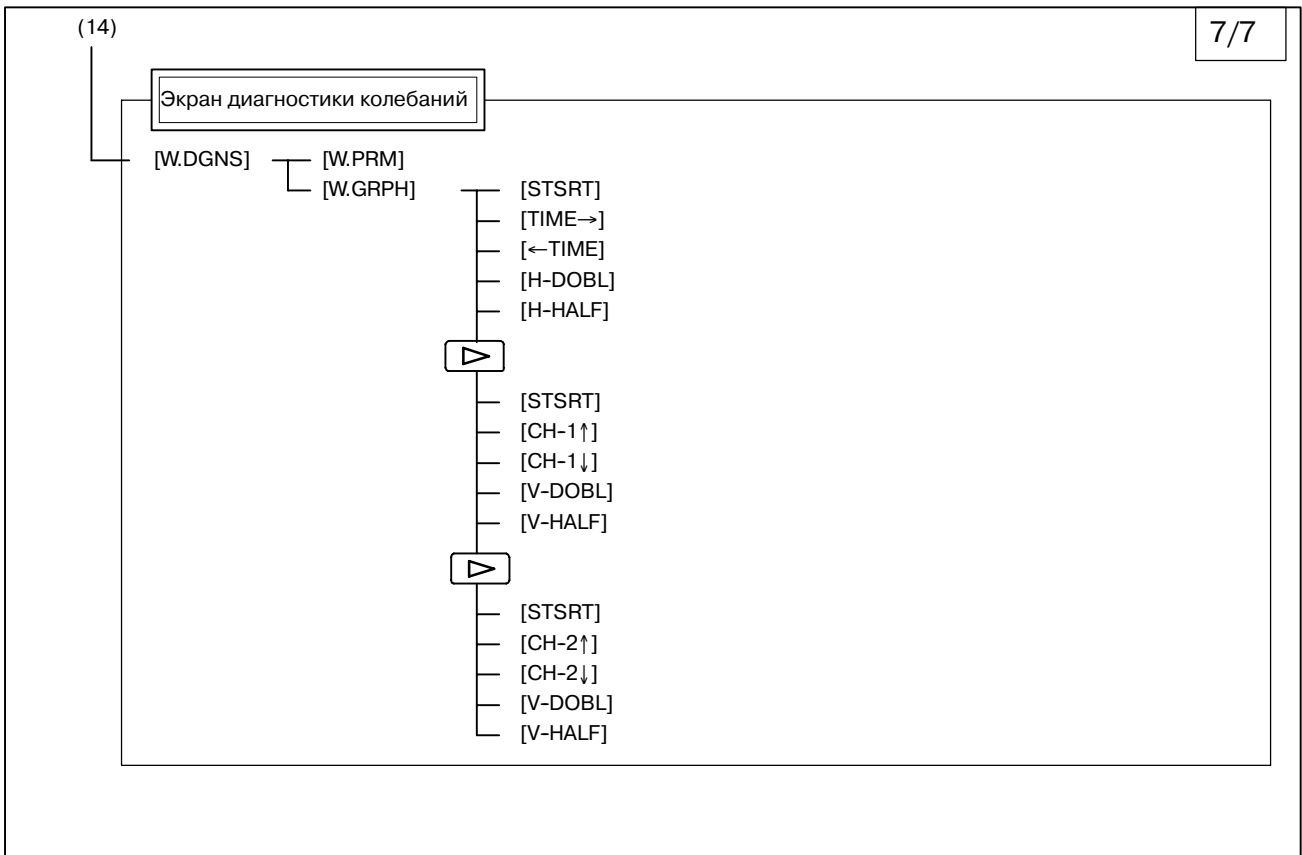 (14)
7/7
Экран диагностики колебаний
[W.DGNS] [W.PRM]
[W.GRPH] [STSRT]
[TIME→]
[←TIME]
[H-DOBL]
[H-HALF]
[STSRT]
[CH-1↑]
[CH-1↓]
[V-DOBL]
[V-HALF]
[STSRT]
[CH-2↑]
[CH-2↓]
[V-DOBL]
[V-HALF]